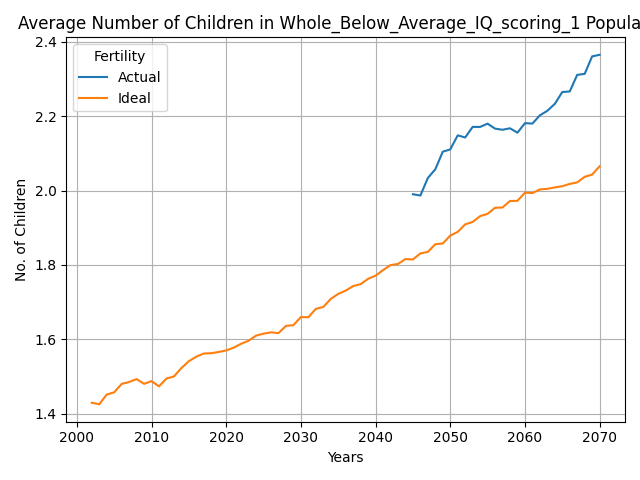 Average Number of Children in Whole_Below_Average_IQ_scoring_1 Popula
Fertility
Actual
Ideal
No. of Children
2.4
2.2
2.0
1.8
1.6
1.4
2000 2010 2020 2030 2040 2050 2060 2070
Years